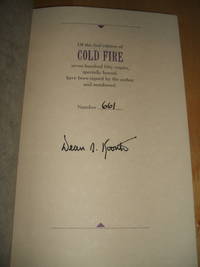 Of the first edition of
COLD FIRE
seven hundred fifty copies,
specially bound,
have been signed by the author
and numbered.
Number 661
Dean R. Koontz